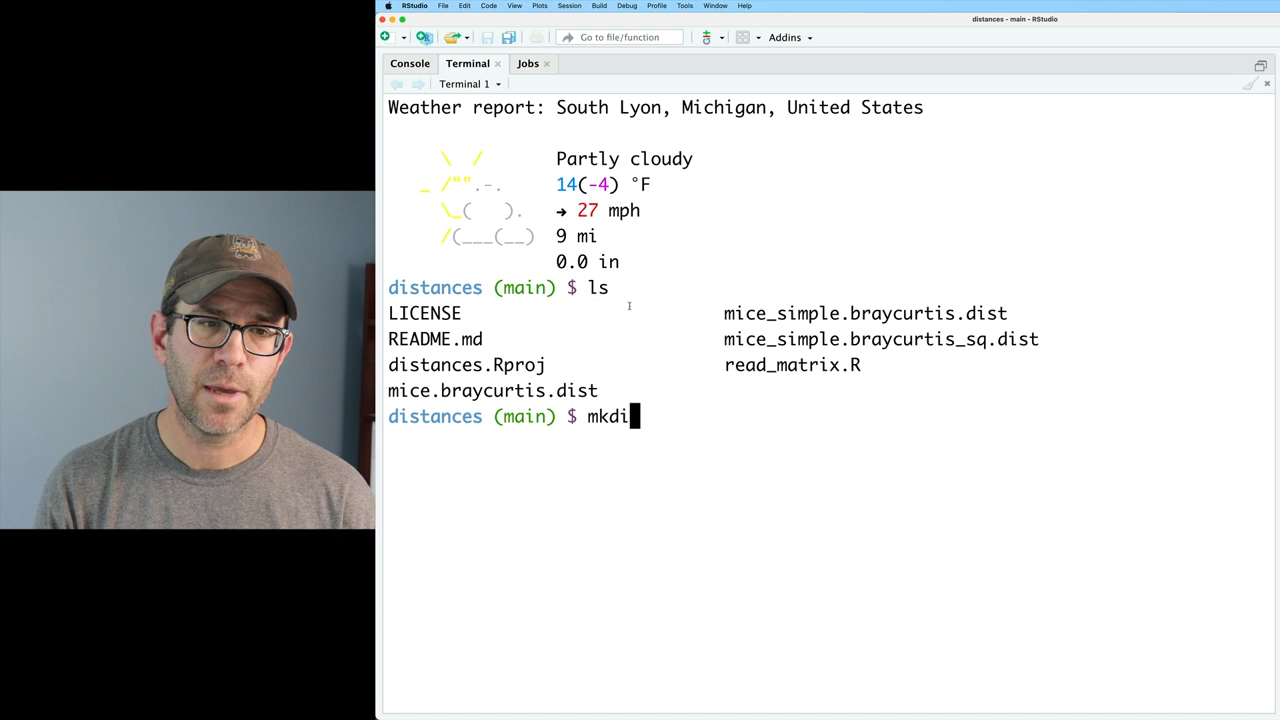 RStudio File Edit Code View Plots Session Build Debug Profile Tools Window Help
distances - main - RStudio
Go to file/function Addins
Console Terminal Jobs
Terminal 1
Weather report: South Lyon, Michigan, United States
\ / Partly cloudy
_ /"".-. 14(-4) °F
\_( ). → 27 mph
/(___(__) 9 mi
0.0 in
distances (main) $ ls
LICENSE mice_simple.braycurtis.dist
README.md mice_simple.braycurtis_sq.dist
distances.Rproj read_matrix.R
mice.braycurtis.dist
distances (main) $ mkdi